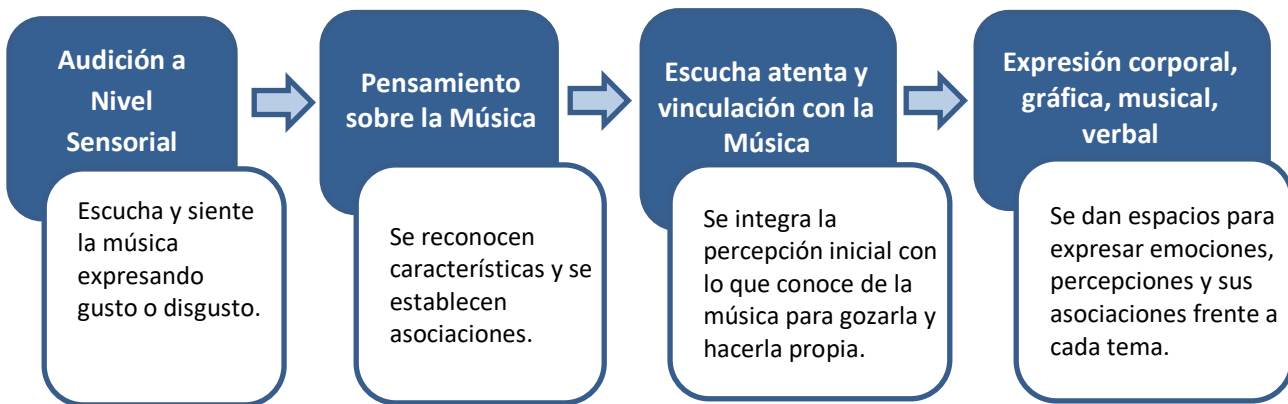 Audición a
Nivel
Sensorial
Escucha y siente
la música
expresando
gusto o disgusto.
Pensamiento
sobre la Música
Se reconocen
características y se
establecen
asociaciones.
Escucha atenta y
vinculación con la
Música
Se integra la
percepción inicial con
lo que conoce de la
música para gozarla y
hacerla propia.
Expresión corporal,
gráfica, musical,
verbal
Se dan espacios para
expresar emociones,
percepciones y sus
asociaciones frente a
cada tema.